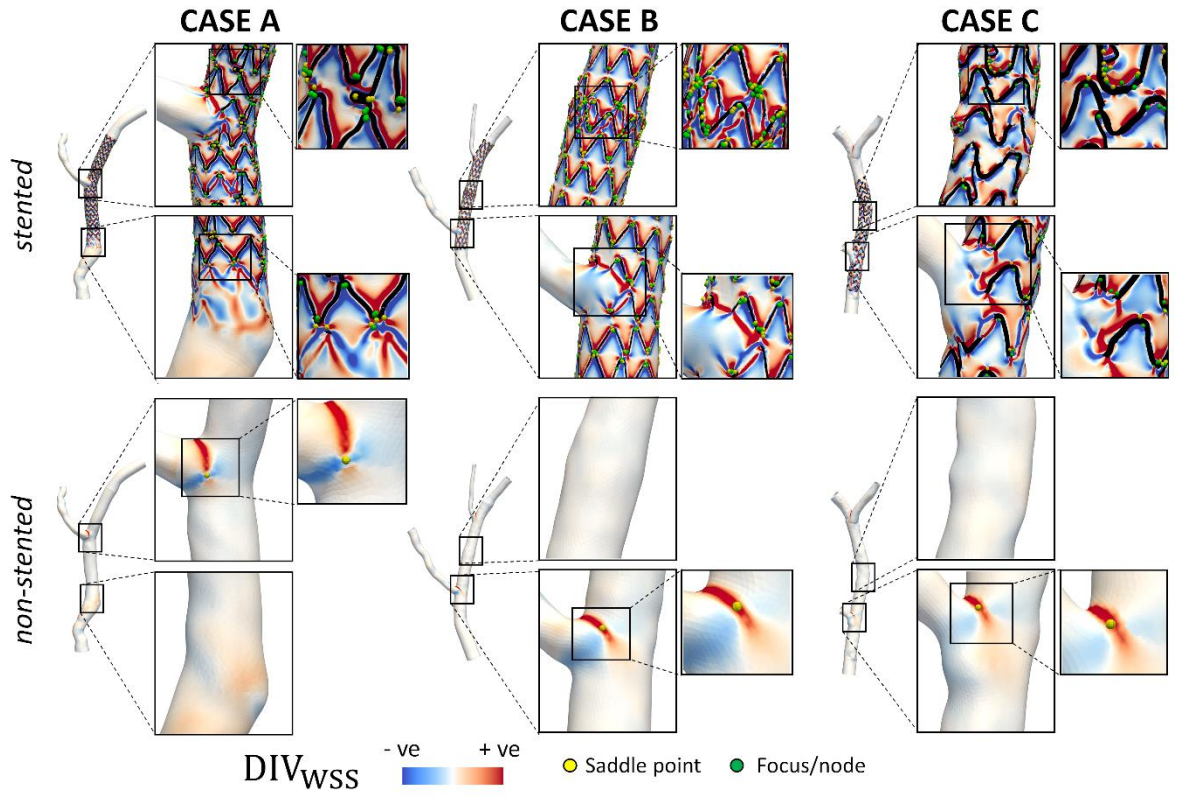 CASE A
CASE B
CASE C
stented
non-stented
- ve
+ ve
DIVWSS
Saddle point
Focus/node